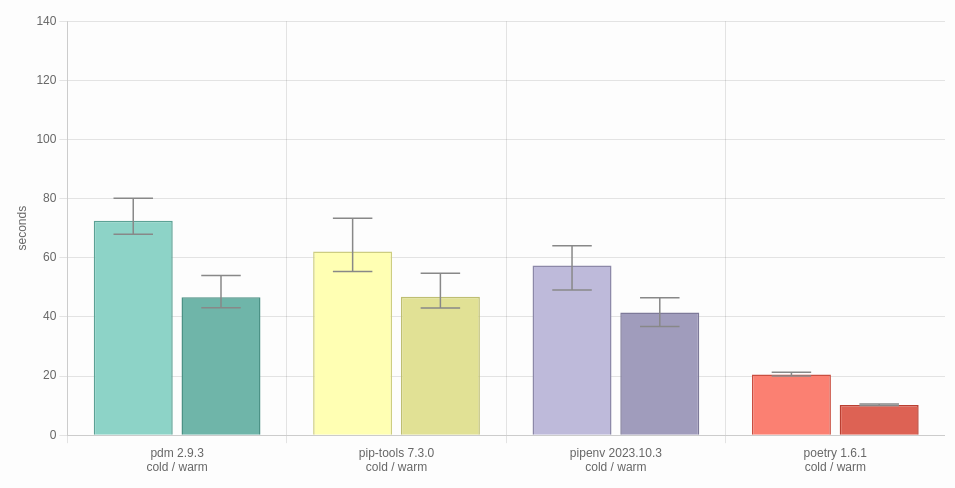 140
120
100
80
60
40
20
0
seconds
pdm 2.9.3
cold / warm
pip-tools 7.3.0
cold / warm
pipenv 2023.10.3
cold / warm
poetry 1.6.1
cold / warm